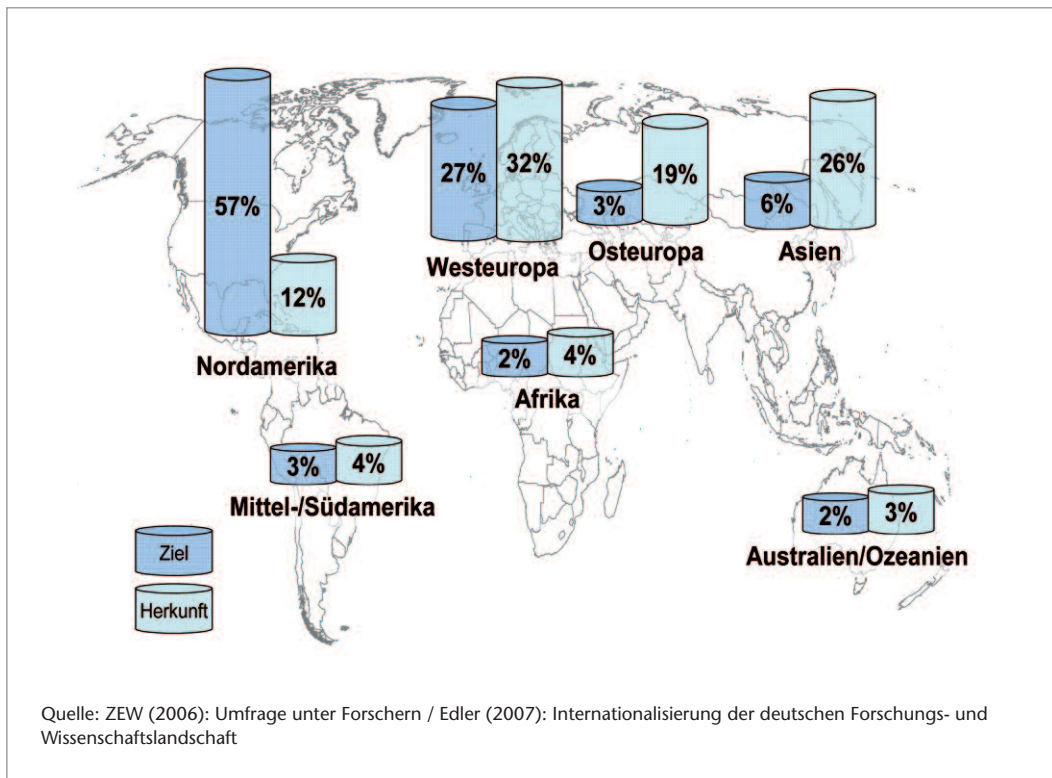 57%
12%
Nordamerika
27%
32%
Westeuropa
3%
19%
Osteuropa
6%
26%
Asien
2%
4%
Afrika
3%
4%
Mittel-/Südamerika
2%
3%
Australien/Ozeanien
Ziel
Herkunft
Quelle: ZEW (2006): Umfrage unter Forschern / Edler (2007): Internationalisierung der deutschen Forschungs- und
Wissenschaftslandschaft